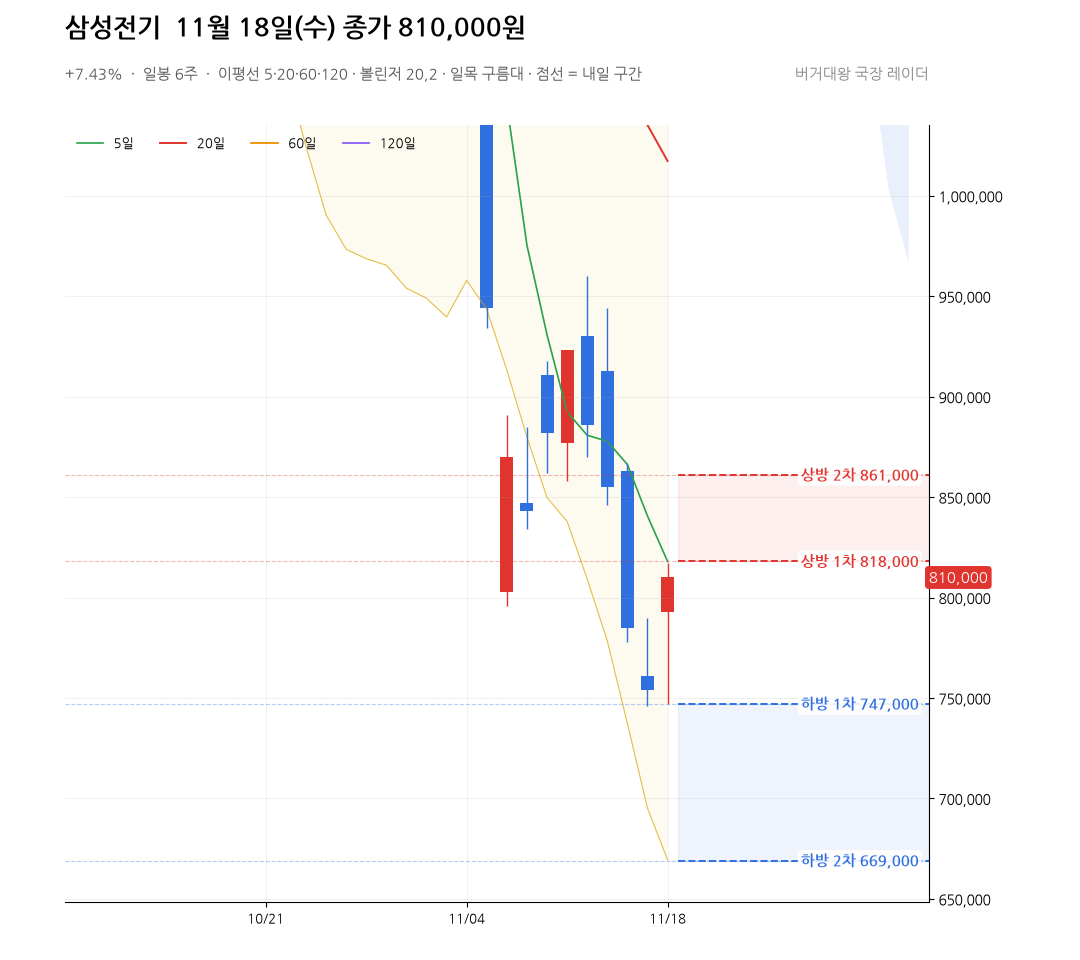 삼성전기 11월 18일(수) 종가 810,000원
+7.43% · 일봉 6주 · 이평선 5·20·60·120 · 볼린저 20,2 · 일목 구름대 · 점선 = 내일 구간
버거대왕 국장 레이더
5일 20일 60일 120일
1,000,000
950,000
900,000
상방 2차 861,000
850,000
상방 1차 818,000
810,000
800,000
750,000
하방 1차 747,000
700,000
하방 2차 669,000
650,000
10/21 11/04 11/18